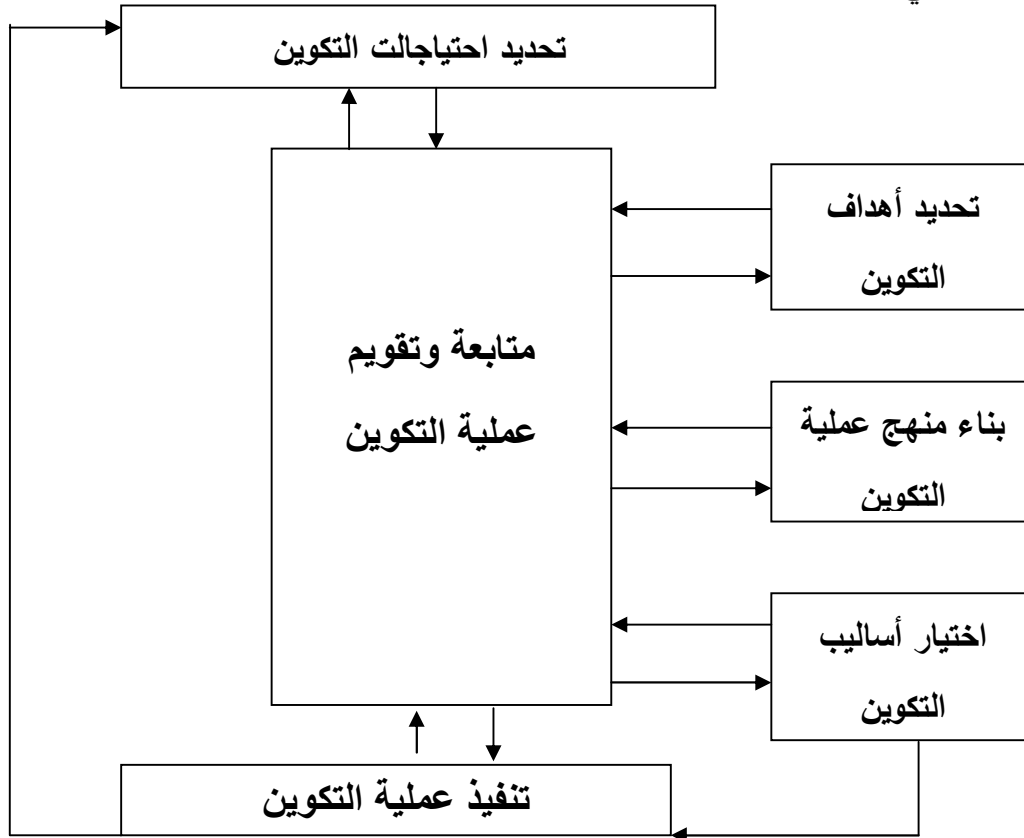 تحديد احتياجالت التكوين
تحديد أهداف
التكوين
متابعة وتقويم
عملية التكوين
بناء منهج عملية
التكوين
اختيار أساليب
التكوين
تنفيذ عملية التكوين